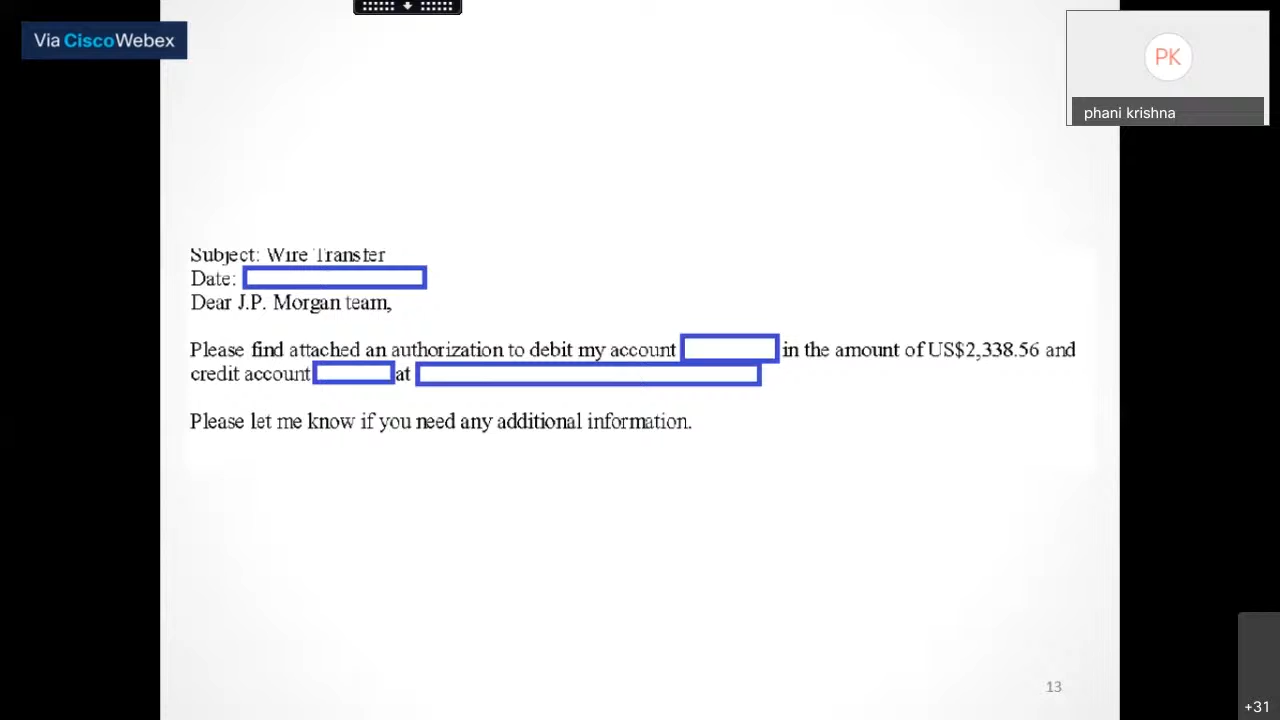 Via CiscoWebex
PK
phani krishna
Subject: Wire Transfer
Date:
Dear J.P. Morgan team,
Please find attached an authorization to debit my account in the amount of US$2,338.56 and
credit account at
Please let me know if you need any additional information.
13
+31